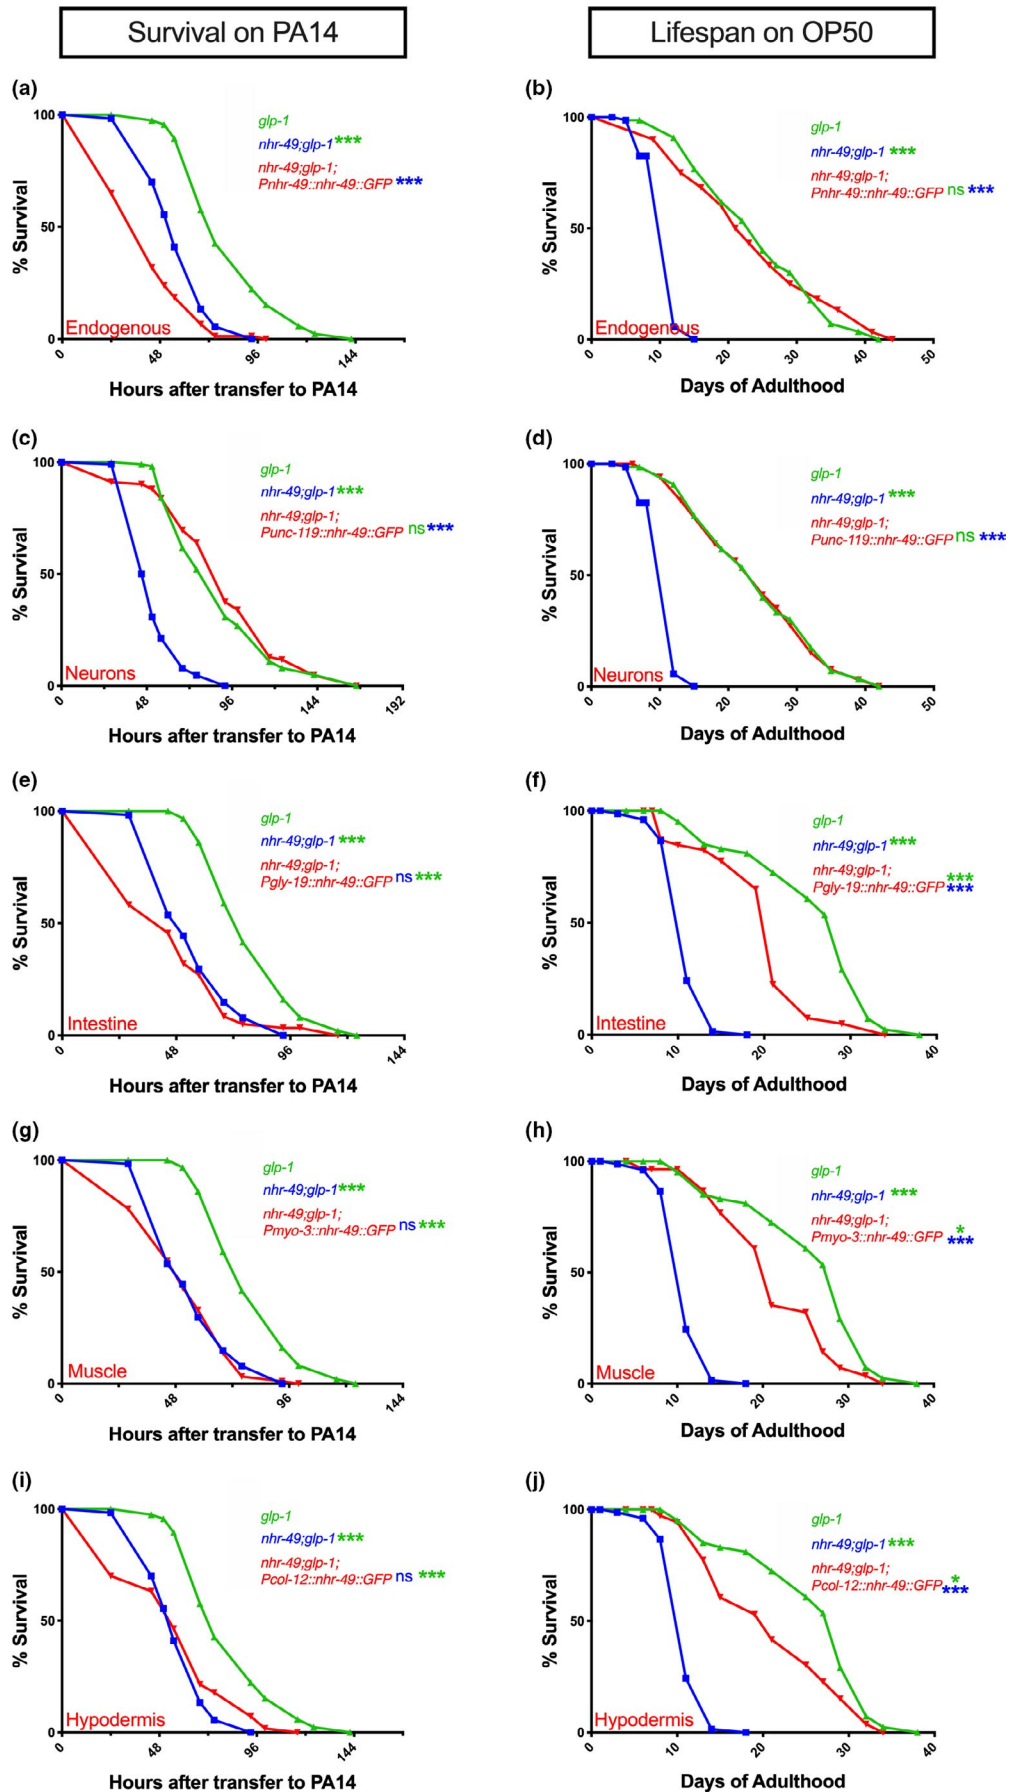 Survival on PA14
Lifespan on OP50
(a)
100
50
0
% Survival
glp-1
nhr-49;glp-1 ***
nhr-49;glp-1;
Pnhr-49::nhr-49::GFP ***
Endogenous
0 48 96 144
Hours after transfer to PA14
(b)
100
50
0
% Survival
glp-1
nhr-49;glp-1 ***
nhr-49;glp-1;
Pnhr-49::nhr-49::GFP ns ***
Endogenous
0 10 20 30 40 50
Days of Adulthood
(c)
100
50
0
% Survival
glp-1
nhr-49;glp-1 ***
nhr-49;glp-1;
Punc-119::nhr-49::GFP ns ***
Neurons
0 48 96 144 192
Hours after transfer to PA14
(d)
100
50
0
% Survival
glp-1
nhr-49;glp-1 ***
nhr-49;glp-1;
Punc-119::nhr-49::GFP ns ***
Neurons
0 10 20 30 40 50
Days of Adulthood
(e)
100
50
0
% Survival
glp-1
nhr-49;glp-1 ***
nhr-49;glp-1;
Pgly-19::nhr-49::GFP ns ***
Intestine
0 48 96 144
Hours after transfer to PA14
(f)
100
50
0
% Survival
glp-1
nhr-49;glp-1 ***
nhr-49;glp-1;
***
Pgly-19::nhr-49::GFP ***
Intestine
0 10 20 30 40
Days of Adulthood
(g)
100
50
0
% Survival
glp-1
nhr-49;glp-1 ***
nhr-49;glp-1;
Pmyo-3::nhr-49::GFP ns ***
Muscle
0 48 96 144
Hours after transfer to PA14
(h)
100
50
0
% Survival
glp-1
nhr-49;glp-1 ***
nhr-49;glp-1;
*
Pmyo-3::nhr-49::GFP ***
Muscle
0 10 20 30 40
Days of Adulthood
(i)
100
50
0
% Survival
glp-1
nhr-49;glp-1 ***
nhr-49;glp-1;
Pcol-12::nhr-49::GFP ns ***
Hypodermis
0 48 96 144
Hours after transfer to PA14
(j)
100
50
0
% Survival
glp-1
nhr-49;glp-1 ***
nhr-49;glp-1;
*
Pcol-12::nhr-49::GFP ***
Hypodermis
0 10 20 30 40
Days of Adulthood